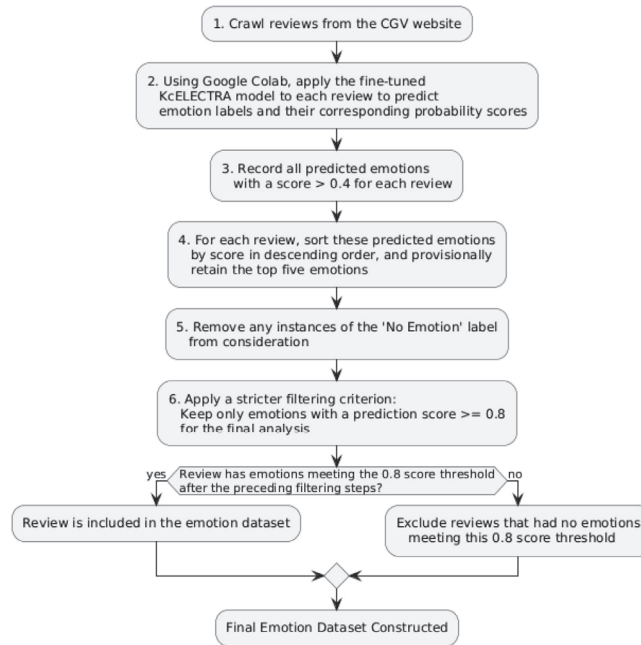 1. Crawl reviews from the CGV website
2. Using Google Colab, apply the fine-tuned
KcELECTRA model to each review to predict
emotion labels and their corresponding probability scores
3. Record all predicted emotions
with a score > 0.4 for each review
4. For each review, sort these predicted emotions
by score in descending order, and provisionally
retain the top five emotions
5. Remove any instances of the 'No Emotion' label
from consideration
6. Apply a stricter filtering criterion:
Keep only emotions with a prediction score >= 0.8
for the final analysis
yes
Review has emotions meeting the 0.8 score threshold
after the preceding filtering steps?
no
Review is included in the emotion dataset
Exclude reviews that had no emotions
meeting this 0.8 score threshold
Final Emotion Dataset Constructed